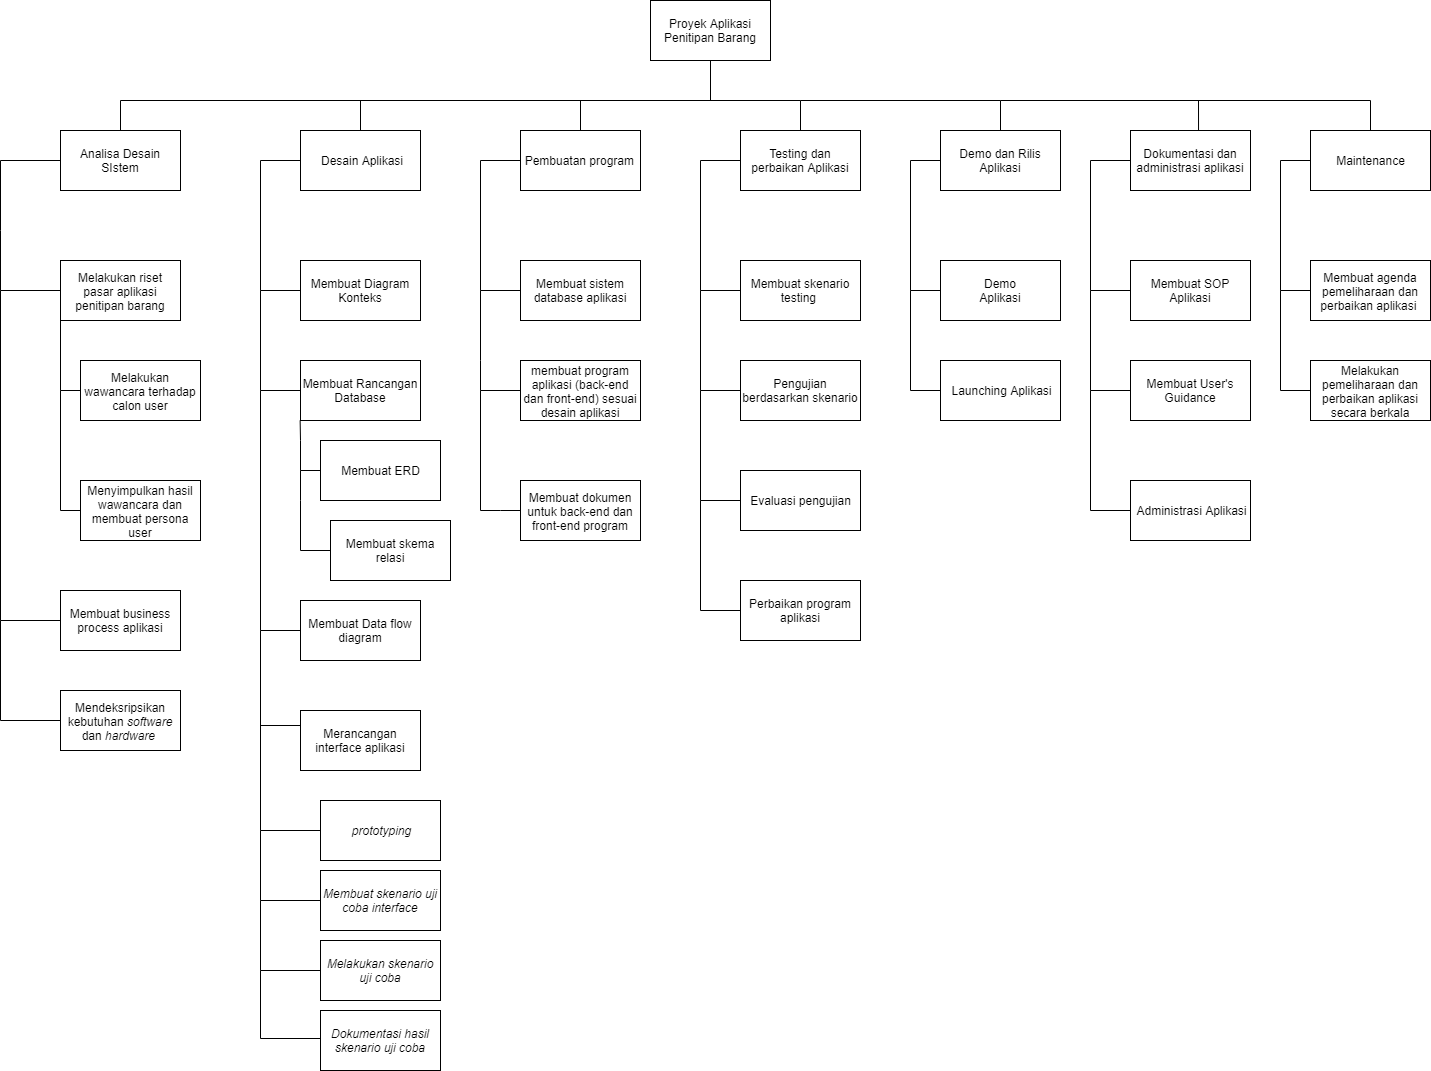 Proyek Aplikasi
Penitipan Barang
Analisa Desain
SIstem
Melakukan riset
pasar aplikasi
penitipan barang
Melakukan
wawancara terhadap
calon user
Menyimpulkan hasil
wawancara dan
membuat persona
user
Membuat business
process aplikasi
Mendeksripsikan
kebutuhan software
dan hardware
Desain Aplikasi
Membuat Diagram
Konteks
Membuat Rancangan
Database
Membuat ERD
Membuat skema
relasi
Membuat Data flow
diagram
Merancangan
interface aplikasi
prototyping
Membuat skenario uji
coba interface
Melakukan skenario
uji coba
Dokumentasi hasil
skenario uji coba
Pembuatan program
Membuat sistem
database aplikasi
membuat program
aplikasi (back-end
dan front-end) sesuai
desain aplikasi
Membuat dokumen
untuk back-end dan
front-end program
Testing dan
perbaikan Aplikasi
Membuat skenario
testing
Pengujian
berdasarkan skenario
Evaluasi pengujian
Perbaikan program
aplikasi
Demo dan Rilis
Aplikasi
Demo
Aplikasi
Launching Aplikasi
Dokumentasi dan
administrasi aplikasi
Membuat SOP
Aplikasi
Membuat User's
Guidance
Administrasi Aplikasi
Maintenance
Membuat agenda
pemeliharaan dan
perbaikan aplikasi
Melakukan
pemeliharaan dan
perbaikan aplikasi
secara berkala